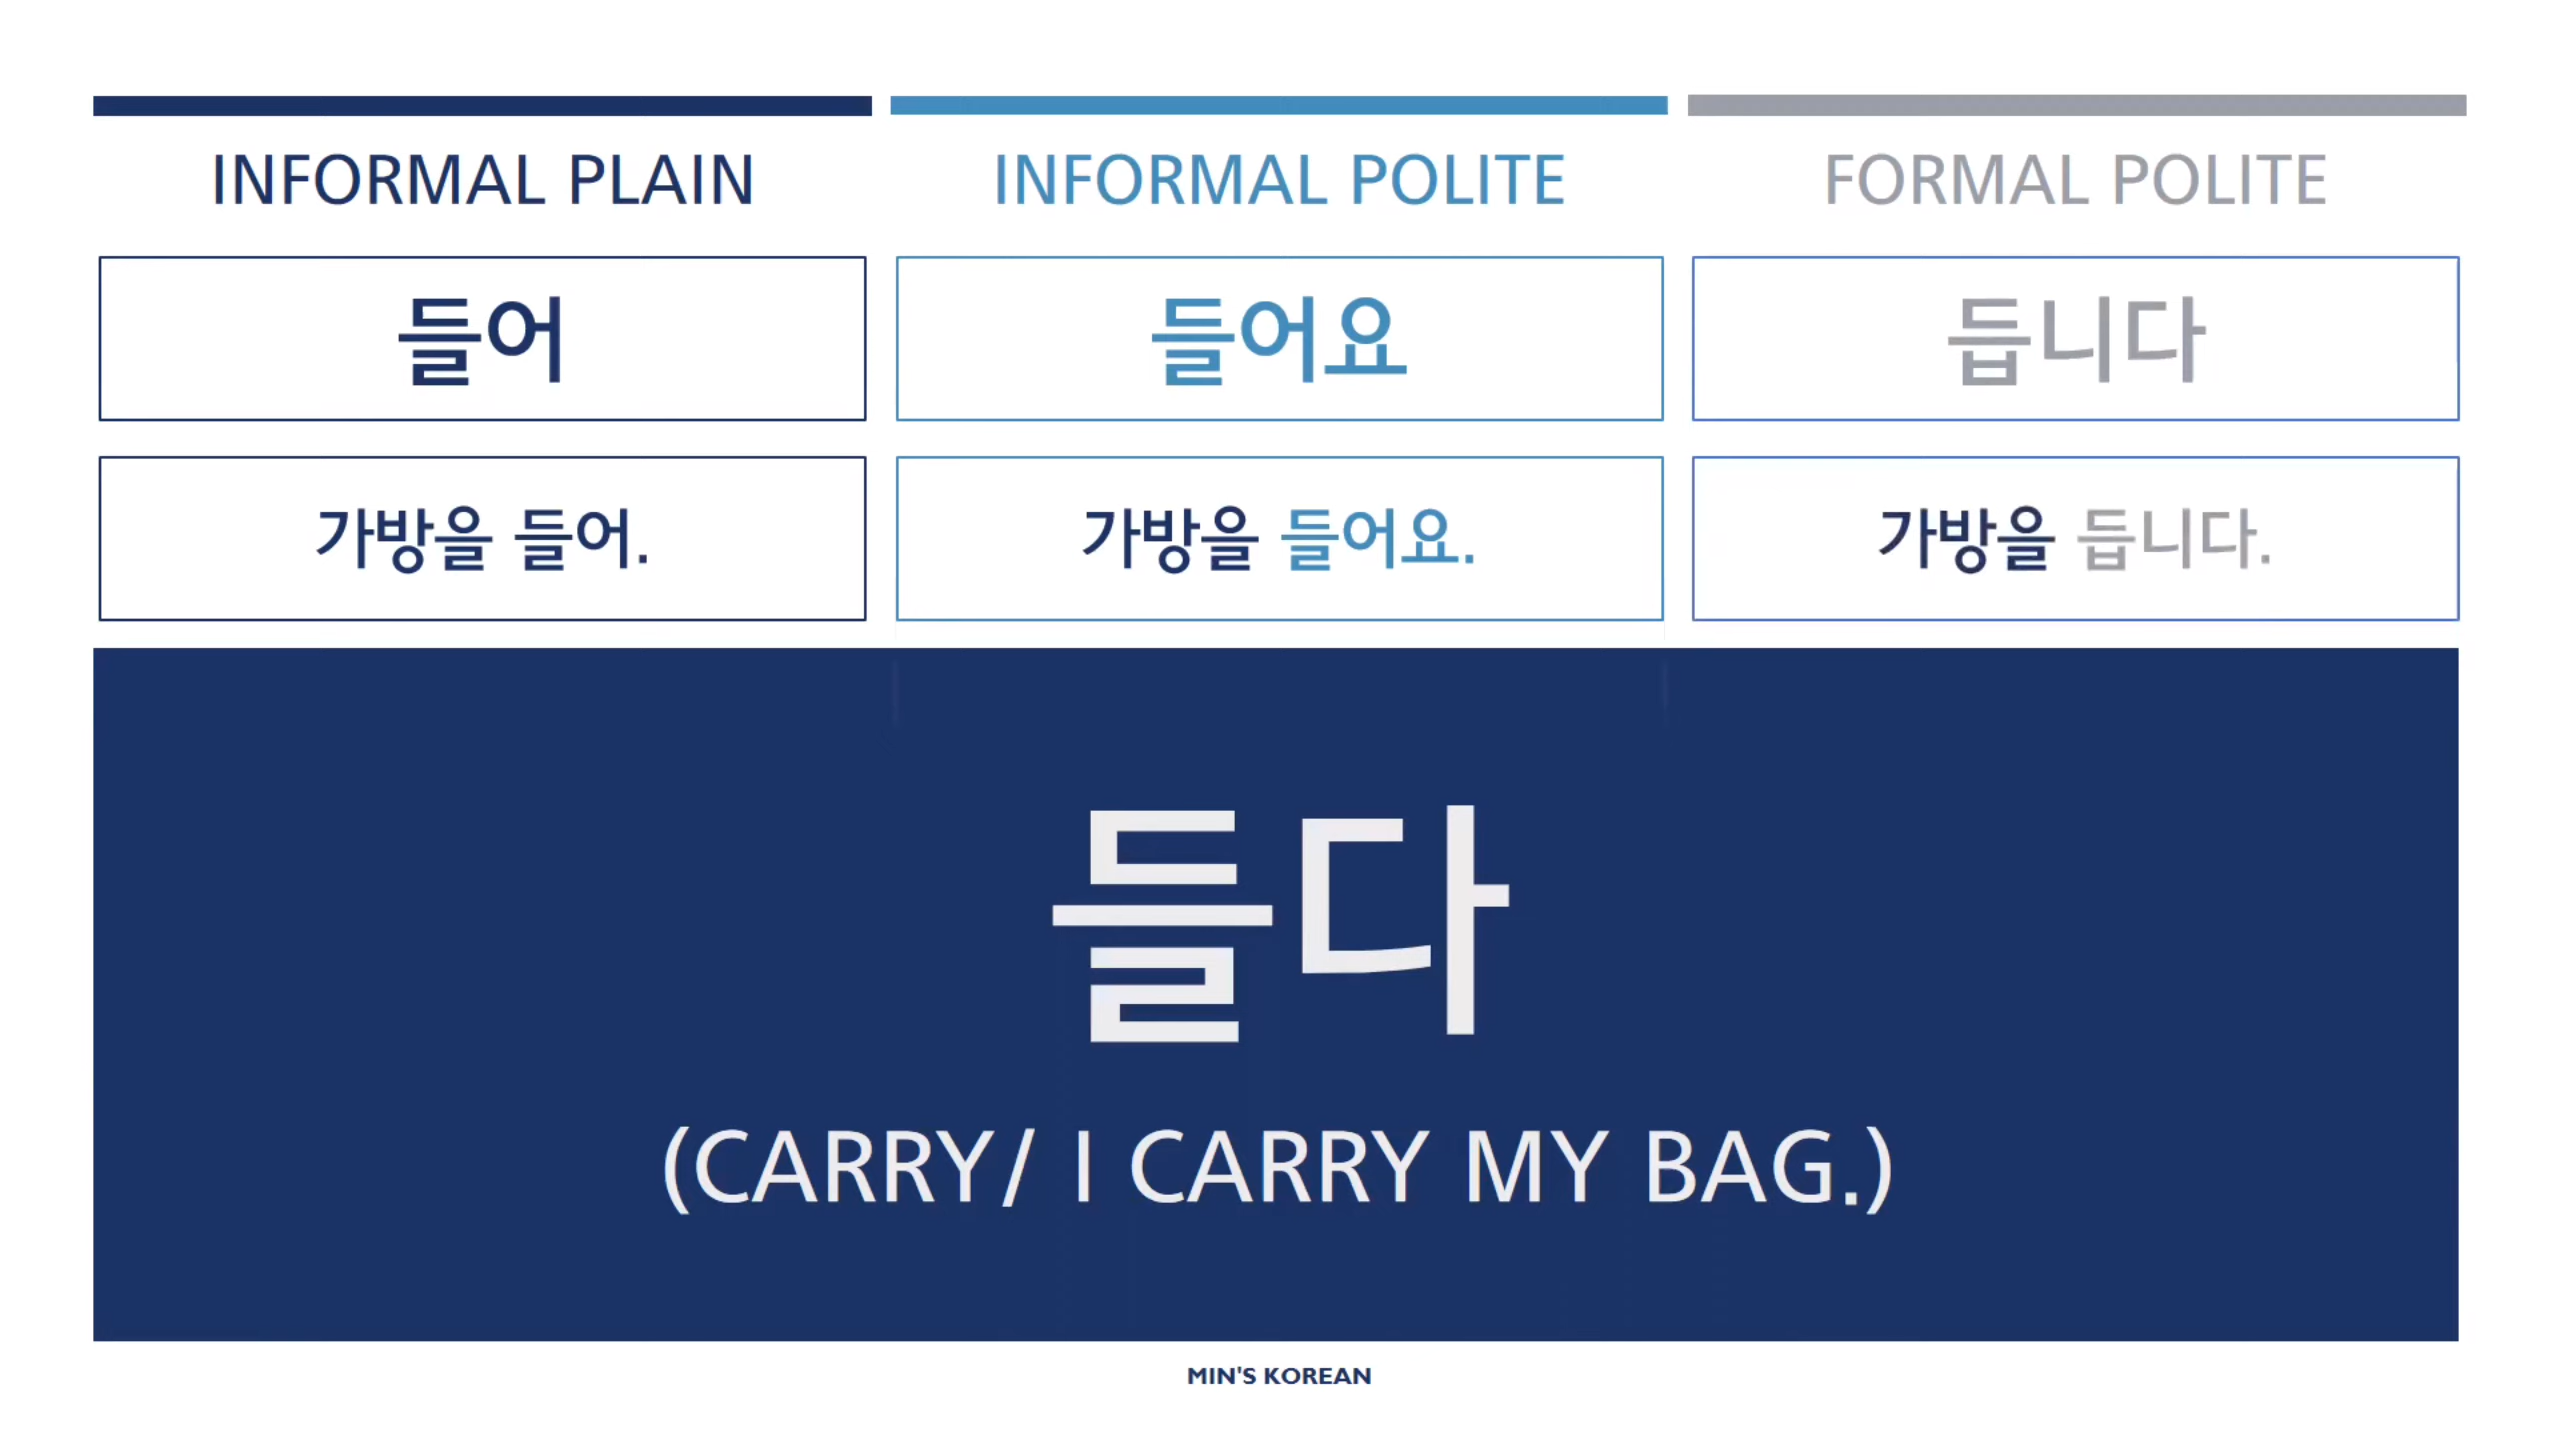 INFORMAL PLAIN
INFORMAL POLITE
FORMAL POLITE
들어
들어요
듭니다
가방을 들어.
가방을 들어요.
가방을 듭니다.
들다
(CARRY/ I CARRY MY BAG.)
MIN'S KOREAN